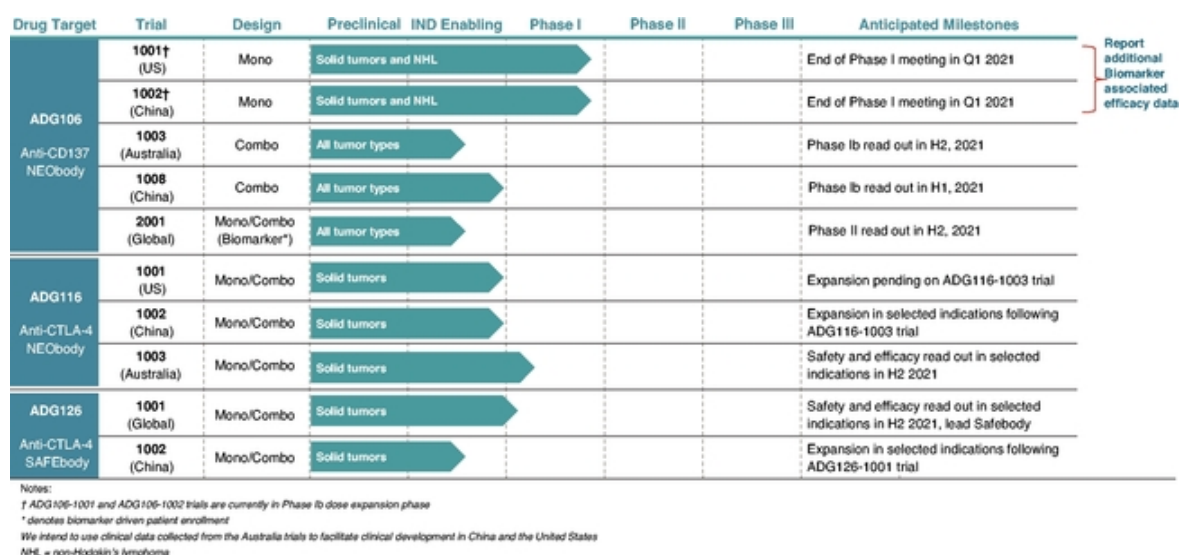 Drug Target Trial Design Preclinical IND Enabling Phase I Phase II Phase III Anticipated Milestones
ADG106
Anti-CD137
NEObody
1001†
(US)
Mono
Solid tumors and NHL
End of Phase I meeting in Q1 2021
1002†
(China)
Mono
Solid tumors and NHL
End of Phase I meeting in Q1 2021
Report
additional
Biomarker
associated
efficacy data
1003
(Australia)
Combo
All tumor types
Phase Ib read out in H2, 2021
1008
(China)
Combo
All tumor types
Phase Ib read out in H1, 2021
2001
(Global)
Mono/Combo
(Biomarker*)
All tumor types
Phase II read out in H2, 2021
ADG116
Anti-CTLA-4
NEObody
1001
(US)
Mono/Combo
Solid tumors
Expansion pending on ADG116-1003 trial
1002
(China)
Mono/Combo
Solid tumors
Expansion in selected indications following
ADG116-1003 trial
1003
(Australia)
Mono/Combo
Solid tumors
Safety and efficacy read out in selected
indications in H2 2021
ADG126
Anti-CTLA-4
SAFEbody
1001
(Global)
Mono/Combo
Solid tumors
Safety and efficacy read out in selected
indications in H2 2021, lead Safebody
1002
(China)
Mono/Combo
Solid tumors
Expansion in selected indications following
ADG126-1001 trial
Notes:
† ADG106-1001 and ADG106-1002 trials are currently in Phase Ib dose expansion phase
* denotes biomarker driven patient enrollment
We intend to use clinical data collected from the Australia trials to facilitate clinical development in China and the United States
NHL = non-Hodgkin's lymphoma